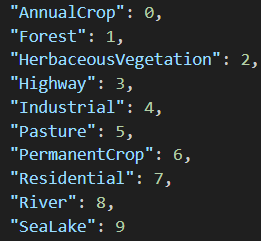 "AnnualCrop": 0,
"Forest": 1,
"HerbaceousVegetation": 2,
"Highway": 3,
"Industrial": 4,
"Pasture": 5,
"PermanentCrop": 6,
"Residential": 7,
"River": 8,
"SeaLake": 9